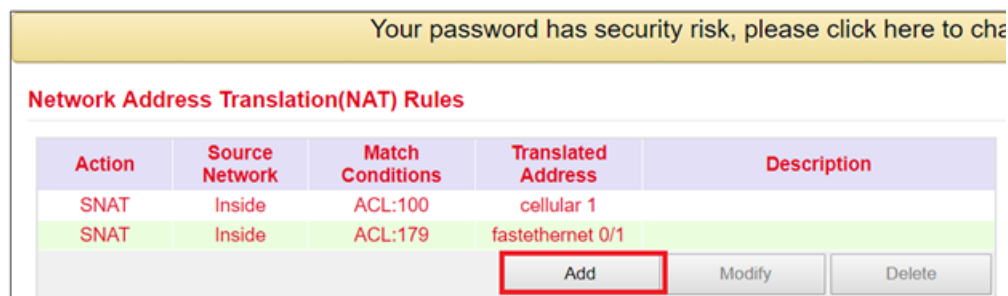 Your password has security risk, please click here to cha
Network Address Translation(NAT) Rules
Action Source Network Match Conditions Translated Address Description
SNAT Inside ACL:100 cellular 1
SNAT Inside ACL:179 fastethernet 0/1
Add Modify Delete